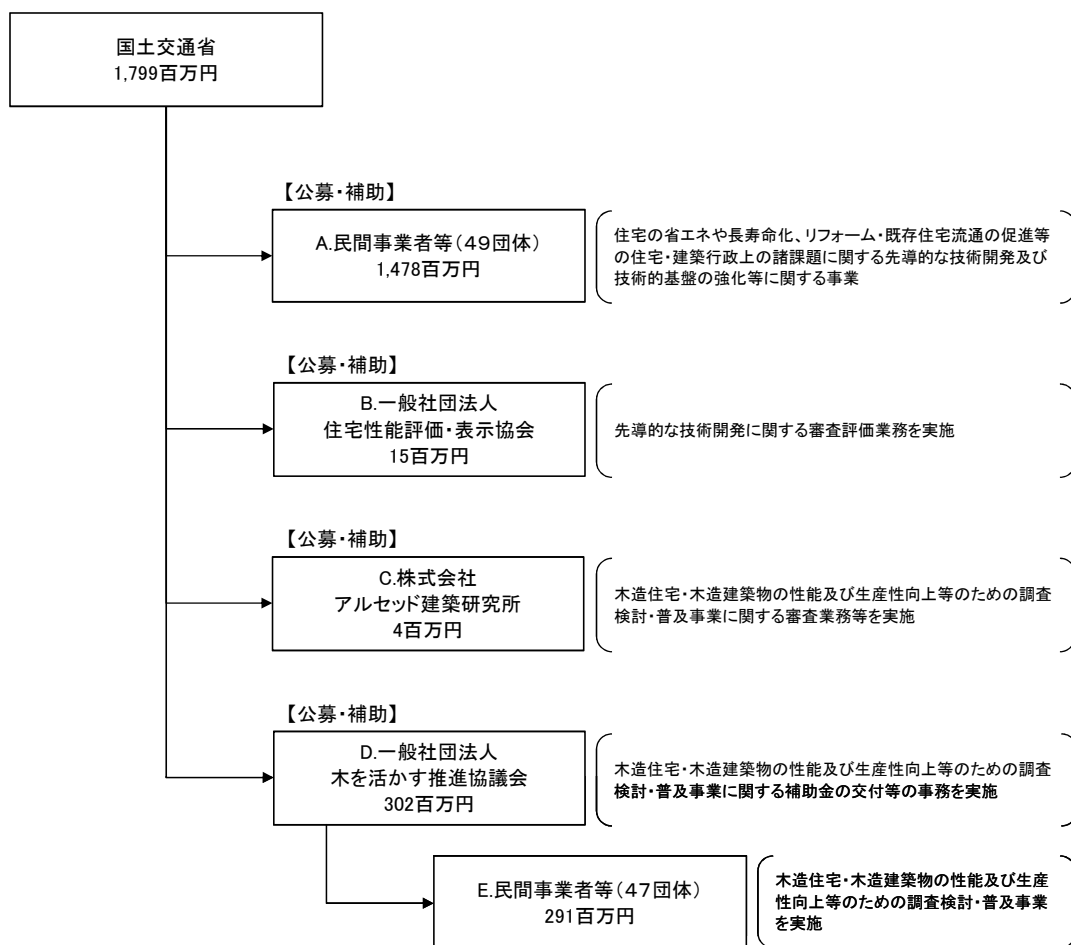 国土交通省
1,799百万円
【公募・補助】
A.民間事業者等(49団体)
1,478百万円
住宅の省エネや長寿命化、リフォーム・既存住宅流通の促進等
の住宅・建築行政上の諸課題に関する先導的な技術開発及び
技術的基盤の強化等に関する事業
【公募・補助】
B.一般社団法人
住宅性能評価・表示協会
15百万円
先導的な技術開発に関する審査評価業務を実施
【公募・補助】
C.株式会社
アルセッド建築研究所
4百万円
木造住宅・木造建築物の性能及び生産性向上等のための調査
検討・普及事業に関する審査業務等を実施
【公募・補助】
D.一般社団法人
木を活かす推進協議会
302百万円
木造住宅・木造建築物の性能及び生産性向上等のための調査
検討・普及事業に関する補助金の交付等の事務を実施
E.民間事業者等(47団体)
291百万円
木造住宅・木造建築物の性能及び生産
性向上等のための調査検討・普及事業
を実施